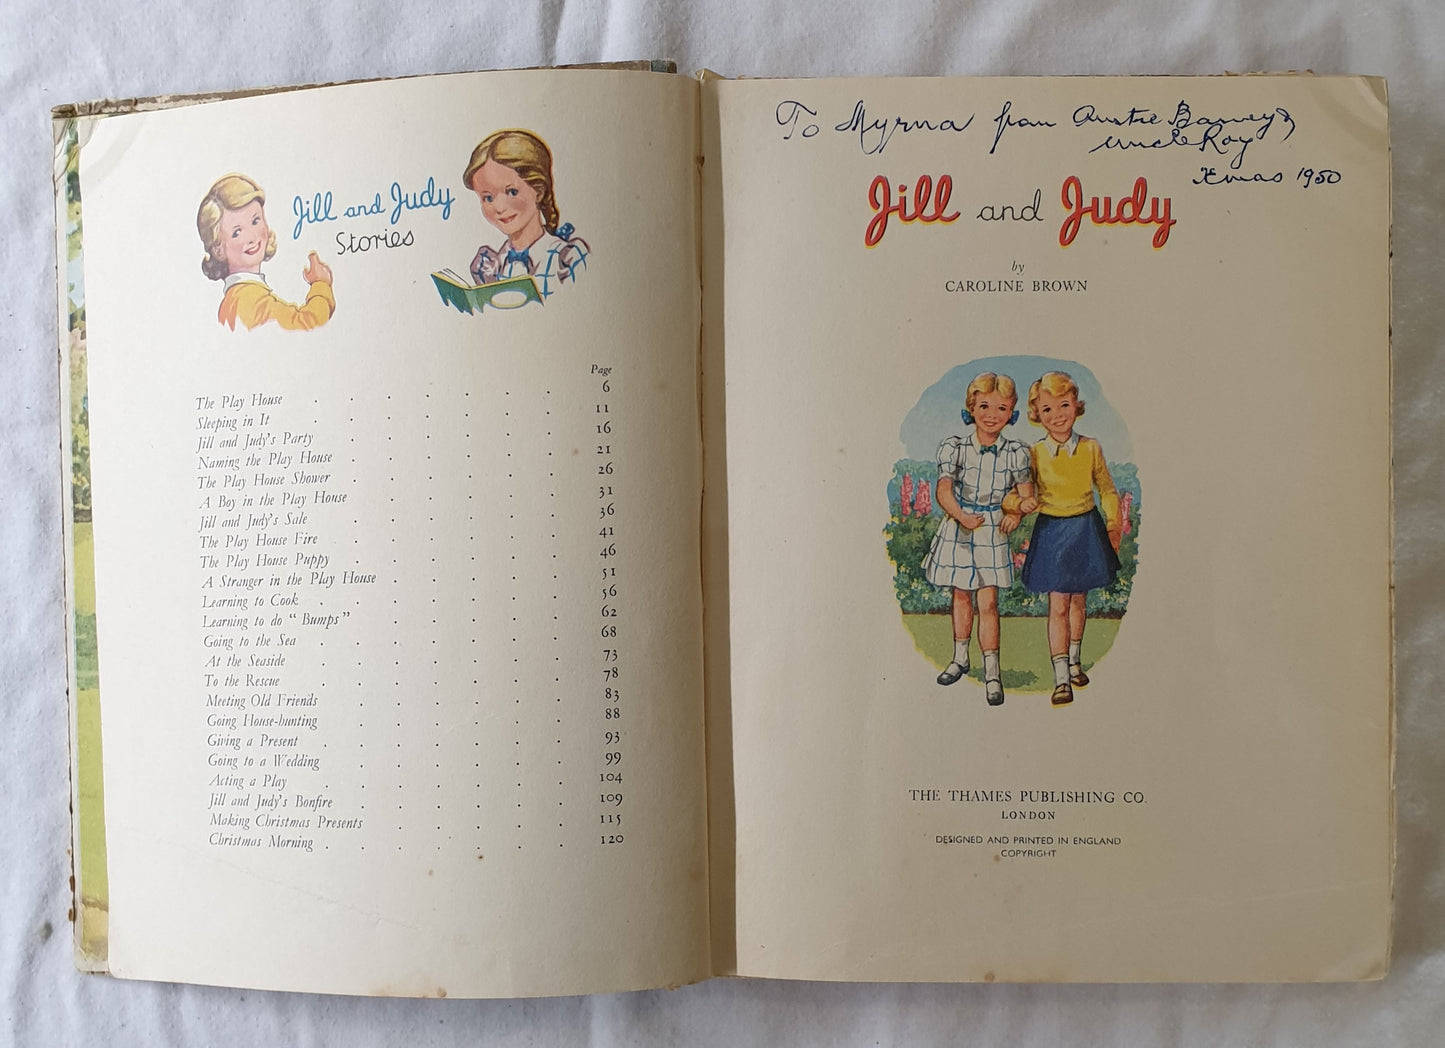 Jill and Judy
Stories
Page
The Play House . . . . . . . 6
Sleeping in It . . . . . 11
Jill and Judy's Party . . . . . 16
Naming the Play House . . . . . . 21
The Play House Shower . . . . . . 26
A Boy in the Play House . . . . . 31
Jill and Judy's Sale . . . . . . 36
The Play House Fire . . . . . . 41
The Play House Puppy . . . . . . 46
A Stranger in the Play House . . . . . 51
Learning to Cook . . . . . . . 56
Learning to do "Bumps" . . . . . 62
Going to the Sea . . . . . . . 68
At the Seaside . . . . . . . 73
To the Rescue . . . . . . . 78
Meeting Old Friends . . . . . . 83
Going House-hunting . . . . . . 88
Giving a Present . . . . . . . 93
Going to a Wedding . . . . . . 99
Acting a Play . . . . . . . 104
Jill and Judy's Bonfire . . . . . . 109
Making Christmas Presents . . . . . 115
Christmas Morning . . . . . . . 120
To Myrna from
Uncle Roy
Xmas 1950
Jill and Judy
by
CAROLINE BROWN
THE THAMES PUBLISHING CO.
LONDON
DESIGNED AND PRINTED IN ENGLAND
COPYRIGHT